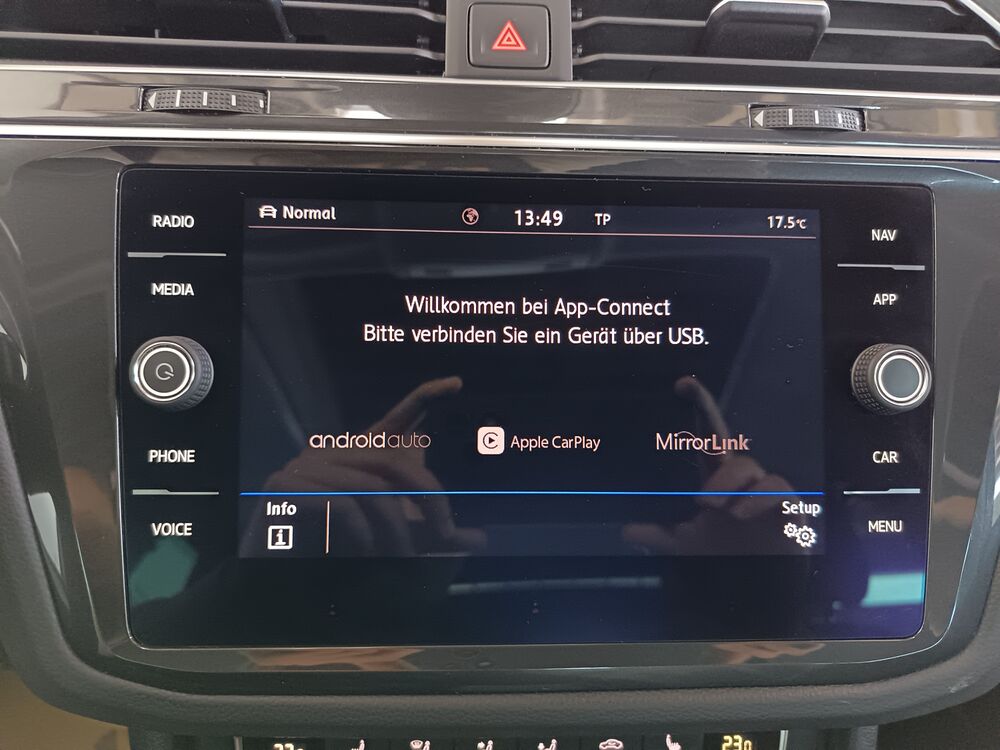 RADIO
MEDIA
PHONE
VOICE
Normal 13:49 TP 17.5°C
Willkommen bei App-Connect
Bitte verbinden Sie ein Gerät über USB.
androidauto Apple CarPlay MirrorLink
Info Setup
NAV
APP
CAR
MENU